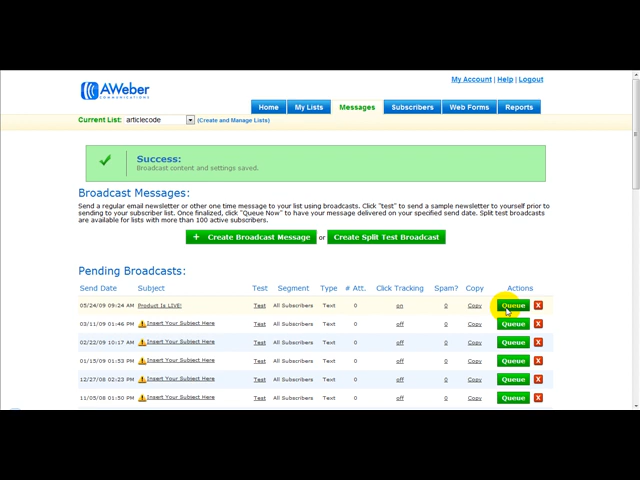 My Account | Help | Logout
AWeber
COMMUNICATIONS
Home My Lists Messages Subscribers Web Forms Reports
Current List: articlecode (Create and Manage Lists)
Success:
Broadcast content and settings saved.
Broadcast Messages:
Send a regular email newsletter or other one time message to your list using broadcasts. Click "test" to send a sample newsletter to yourself prior to
sending to your subscriber list. Once finalized, click "Queue Now" to have your message delivered on your specified send date. Split test broadcasts
are available for lists with more than 100 active subscribers.
+ Create Broadcast Message or Create Split Test Broadcast
Pending Broadcasts:
Send Date Subject Test Segment Type # Att. Click Tracking Spam? Copy Actions
05/24/09 09:24 AM Product Is LIVE! Test All Subscribers Text 0 on 0 Copy Queue X
03/11/09 01:46 PM Insert Your Subject Here Test All Subscribers Text 0 off 0 Copy Queue X
02/22/09 10:17 AM Insert Your Subject Here Test All Subscribers Text 0 off 0 Copy Queue X
01/15/09 01:53 PM Insert Your Subject Here Test All Subscribers Text 0 off 0 Copy Queue X
12/27/08 02:23 PM Insert Your Subject Here Test All Subscribers Text 0 off 0 Copy Queue X
11/05/08 01:50 PM Insert Your Subject Here Test All Subscribers Text 0 off 0 Copy Queue X